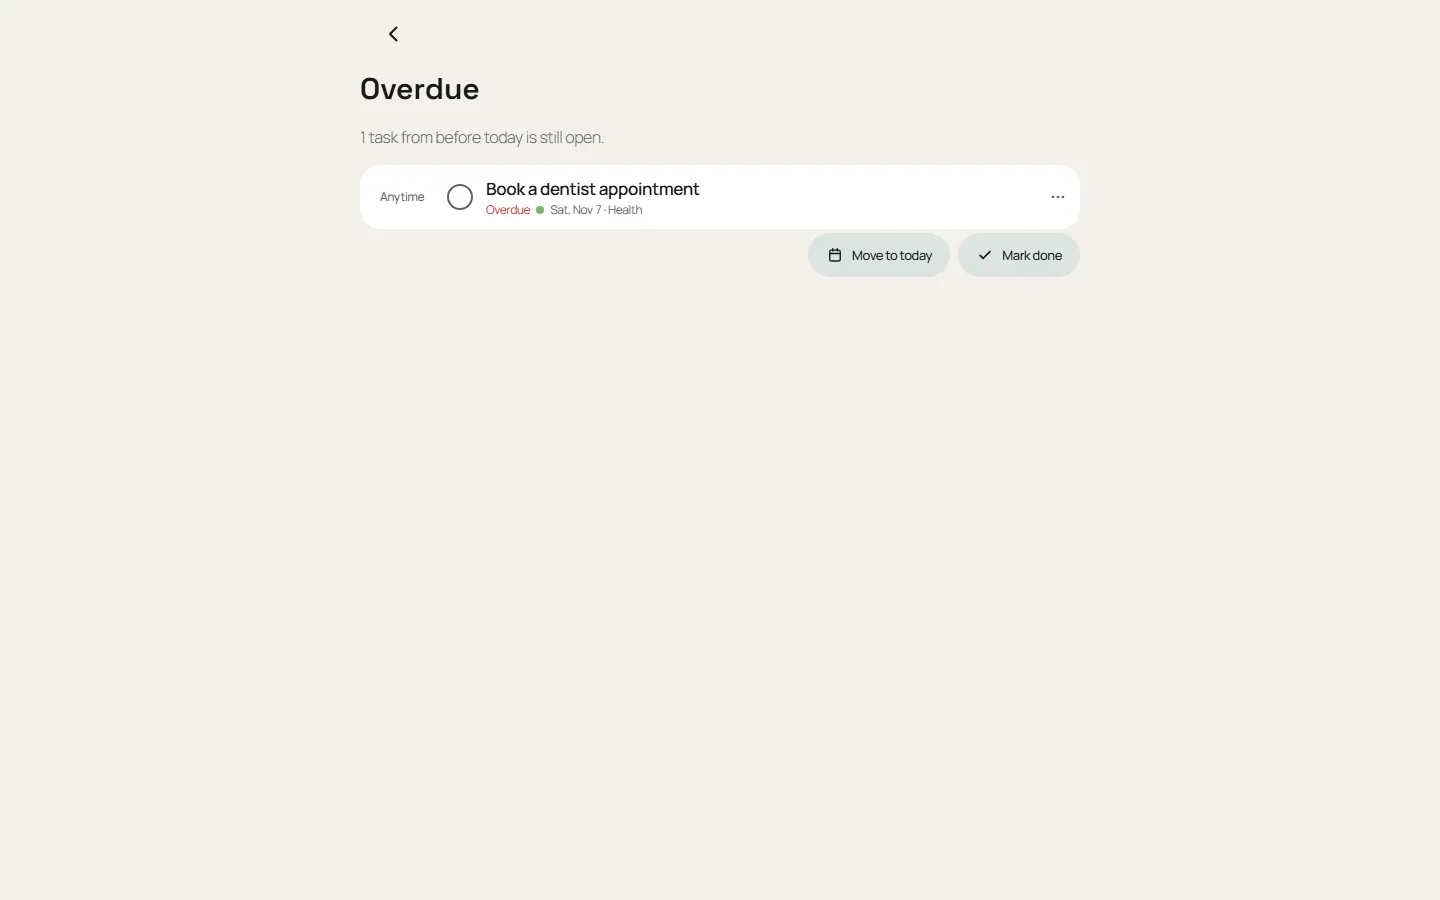 Overdue
1 task from before today is still open.
Anytime
Book a dentist appointment
Overdue Sat, Nov 7 · Health
Move to today
Mark done